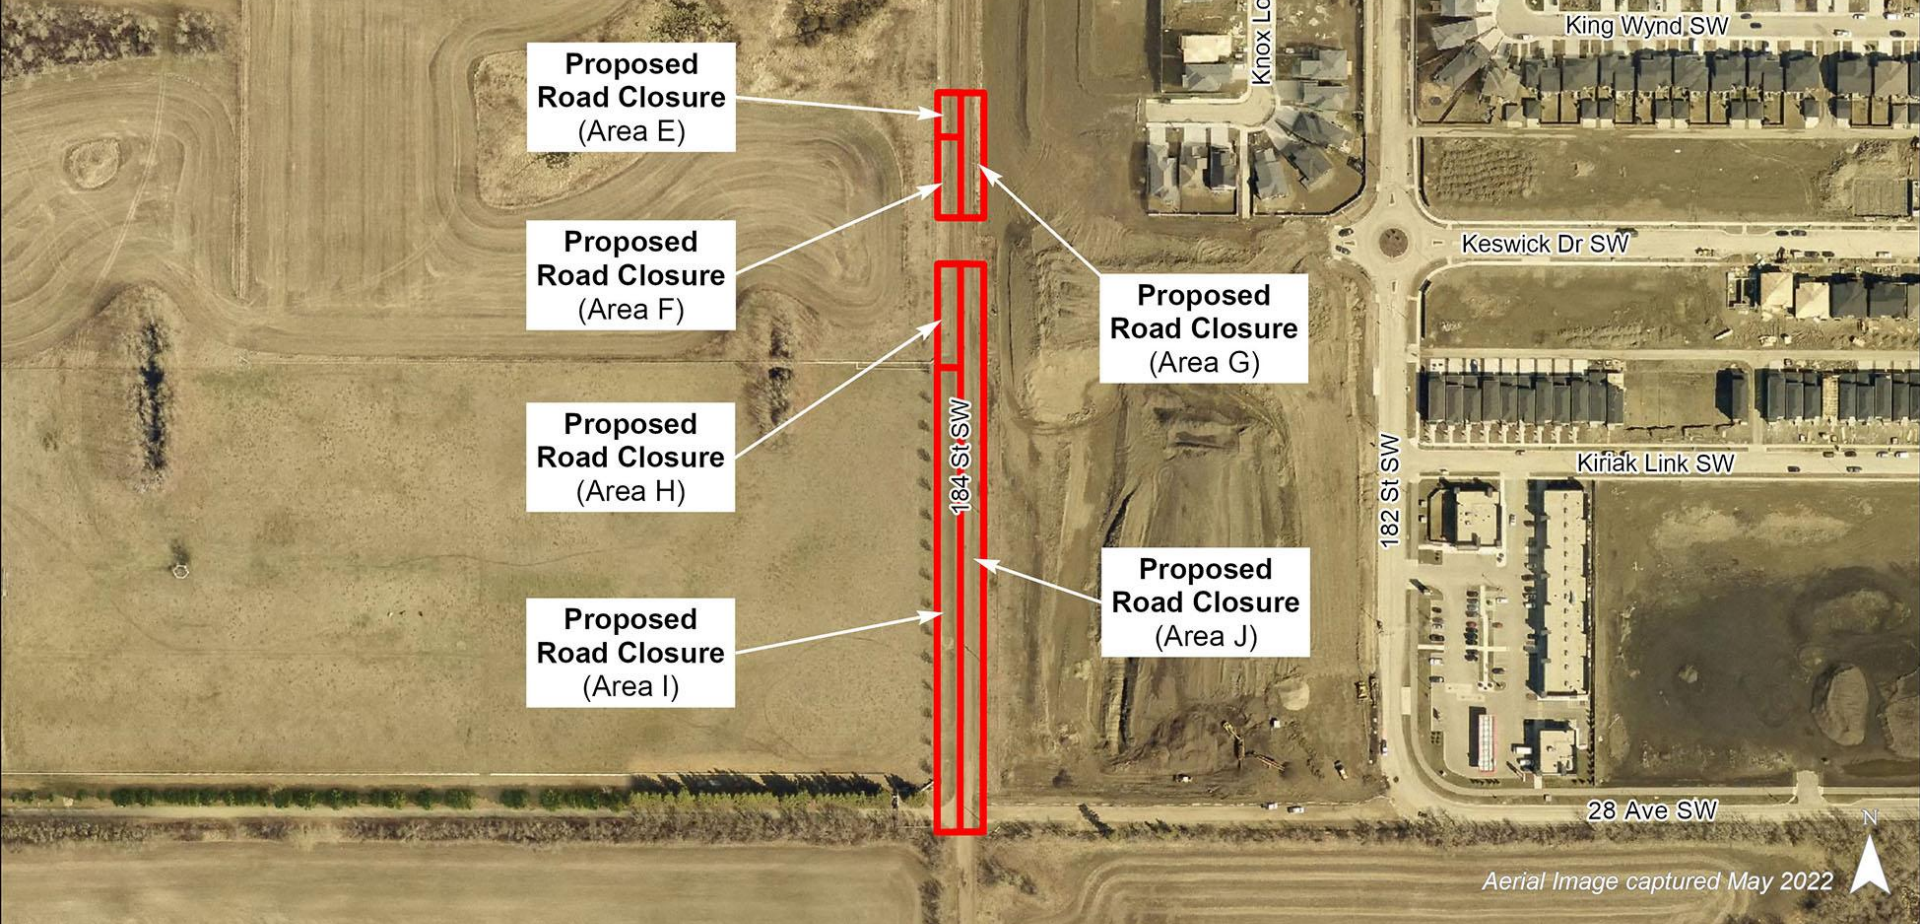 King Wynd SW
Knox Lo
Proposed
Road Closure
(Area E)
Proposed
Road Closure
(Area F)
Keswick Dr SW
Proposed
Road Closure
(Area G)
Proposed
Road Closure
(Area H)
184 St SW
182 St SW
Kiriak Link SW
Proposed
Road Closure
(Area J)
Proposed
Road Closure
(Area I)
28 Ave SW
N
Aerial Image captured May 2022